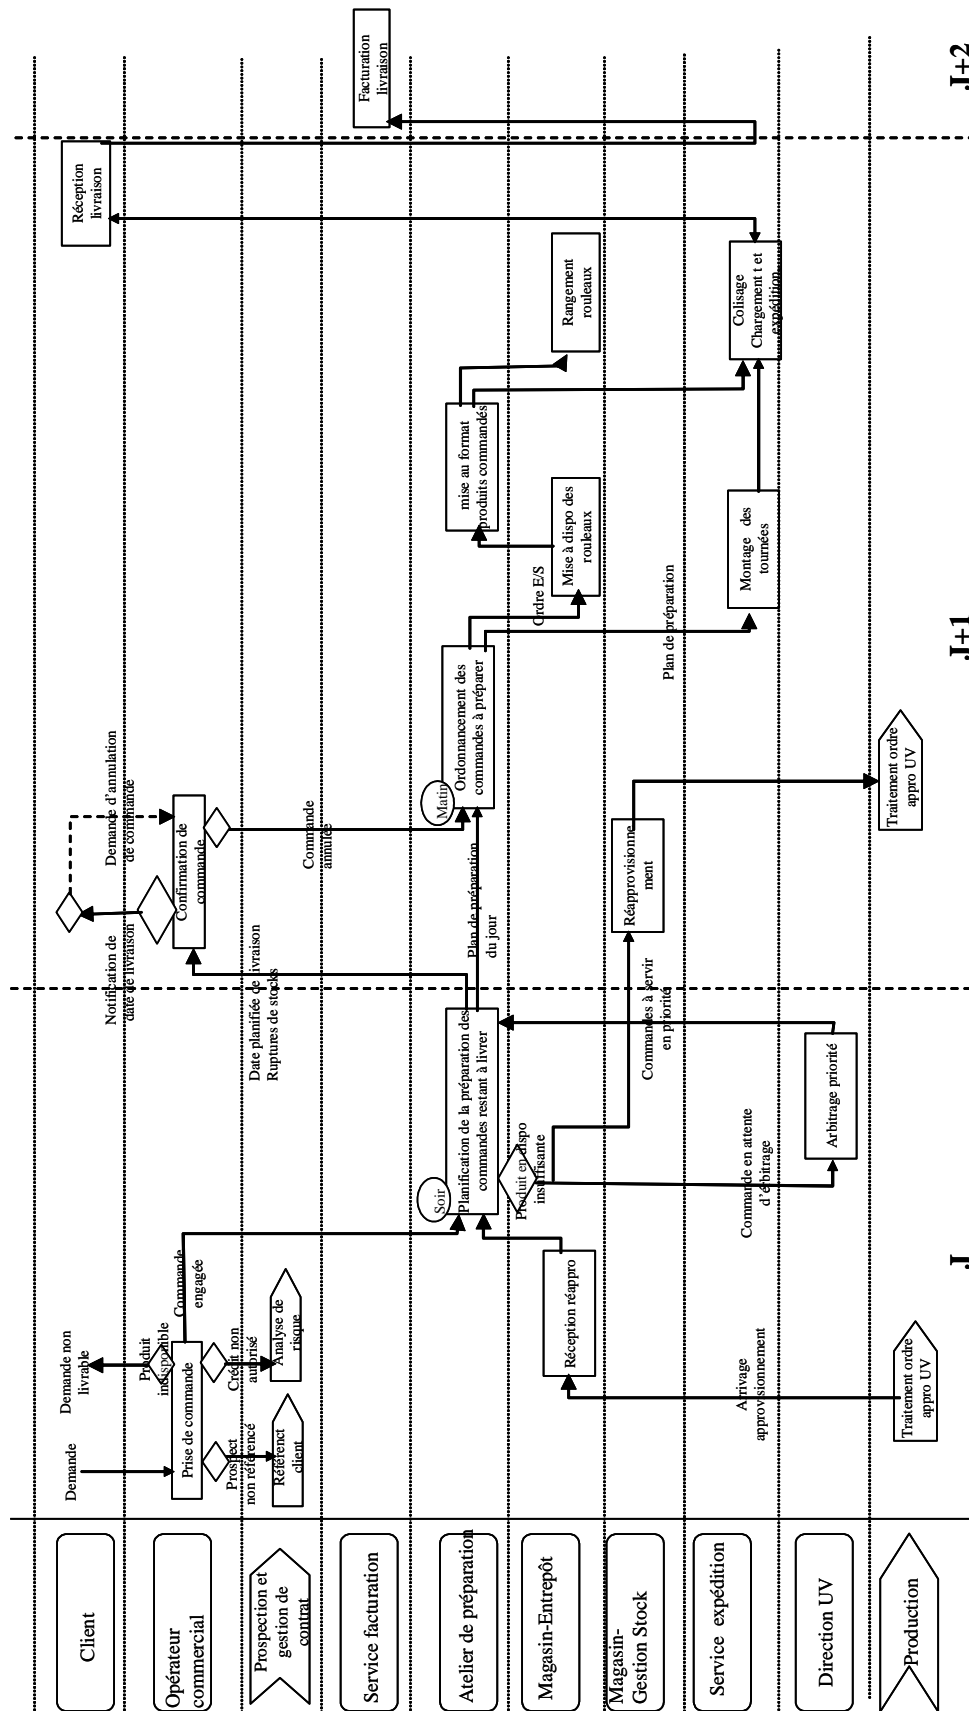 Client
Opérateur
commercial
Prospection et
gestion de
contrat
Service facturation
Atelier de préparation
Magasin-Entrepôt
Magasin-
Gestion Stock
Service expédition
Direction UV
Production
Demande
Demande non
livrable
Prise de commande
Produit
indisponible
Commande
engagée
Prospect
non référencé
Crédit non
autorisé
Référenct
client
Analyse de
risque
Soir
Planification de la préparation des
commandes restant à livrer
Produit en dispo
insuffisante
Réception réappro
Arrivage
approvisionnement
Traitement ordre
appro UV
Commande en attente
d'érbitrage
Arbitrage priorité
Commandes à servir
en priorité
J
Notification de
date de livraison
Demande d'annulation
de commande
Confirmation de
commande
Date planifiée de livraison
Ruptures de stocks
Commande
annulée
Plan de préparation
du jour
Matin
Ordonnancement des
commandes à préparer
Réapprovisionne
ment
Traitement ordre
appro UV
Ordre E/S
Plan de préparation
J+1
Mise à dispo des
rouleaux
mise au format
produits commandés
Montage des
tournées
Rangement
rouleaux
Colisage
Chargement t et
expédition
Réception
livraison
Facturation
livraison
J+2